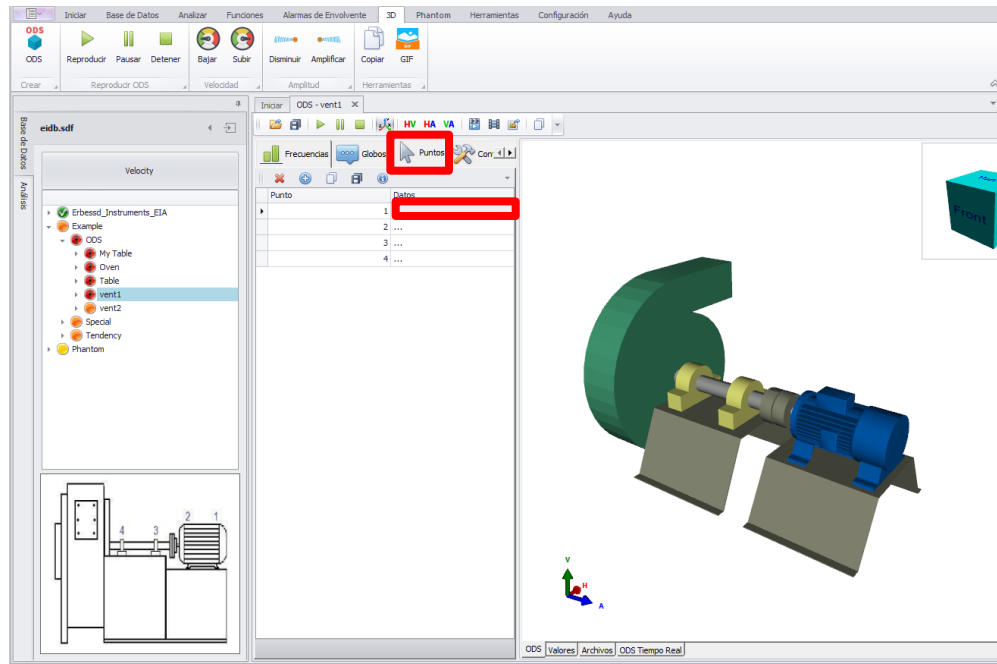 Iniciar Base de Datos Analizar Funciones Alarmas de Envolvente 3D Phantom Herramientas Configuración Ayuda
ODS
ODS Reproducir Pausar Detener Bajar Subir Disminuir Amplificar Copiar GIF
GIF
Crear Reproducir ODS Velocidad Amplitud Herramientas
Base de Datos
Análisis
eidb.sdf
Velocity
Erbessd_Instruments_EIA
Example
ODS
My Table
Oven
Table
vent1
vent2
Special
Tendency
Phantom
4 3 2 1
Iniciar ODS - vent1
HV HA VA
Frecuencias Globos Puntos Con
Punto Datos
1
2 ...
3 ...
4 ...
Front
V
H
A
ODS Valores Archivos ODS Tiempo Real